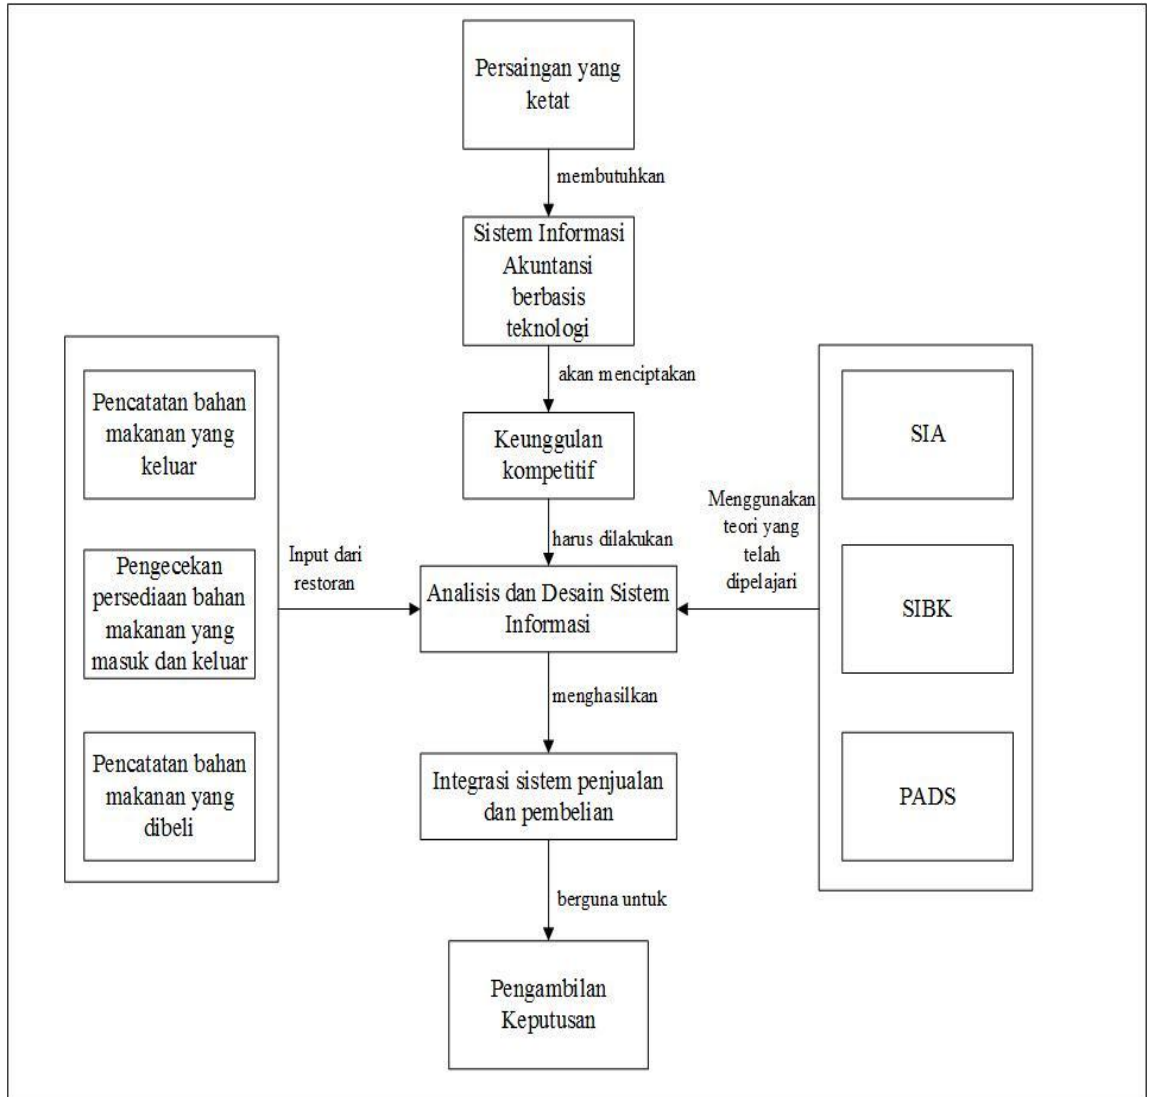 Persaingan yang
ketat
membutuhkan
Sistem Informasi
Akuntansi
berbasis
teknologi
akan menciptakan
Keunggulan
kompetitif
harus dilakukan
Pencatatan bahan
makanan yang
keluar
Pengecekan
persediaan bahan
makanan yang
masuk dan keluar
Pencatatan bahan
makanan yang
dibeli
Input dari
restoran
Analisis dan Desain Sistem
Informasi
Menggunakan
teori yang
telah
dipelajari
SIA
SIBK
PADS
menghasilkan
Integrasi sistem penjualan
dan pembelian
berguna untuk
Pengambilan
Keputusan